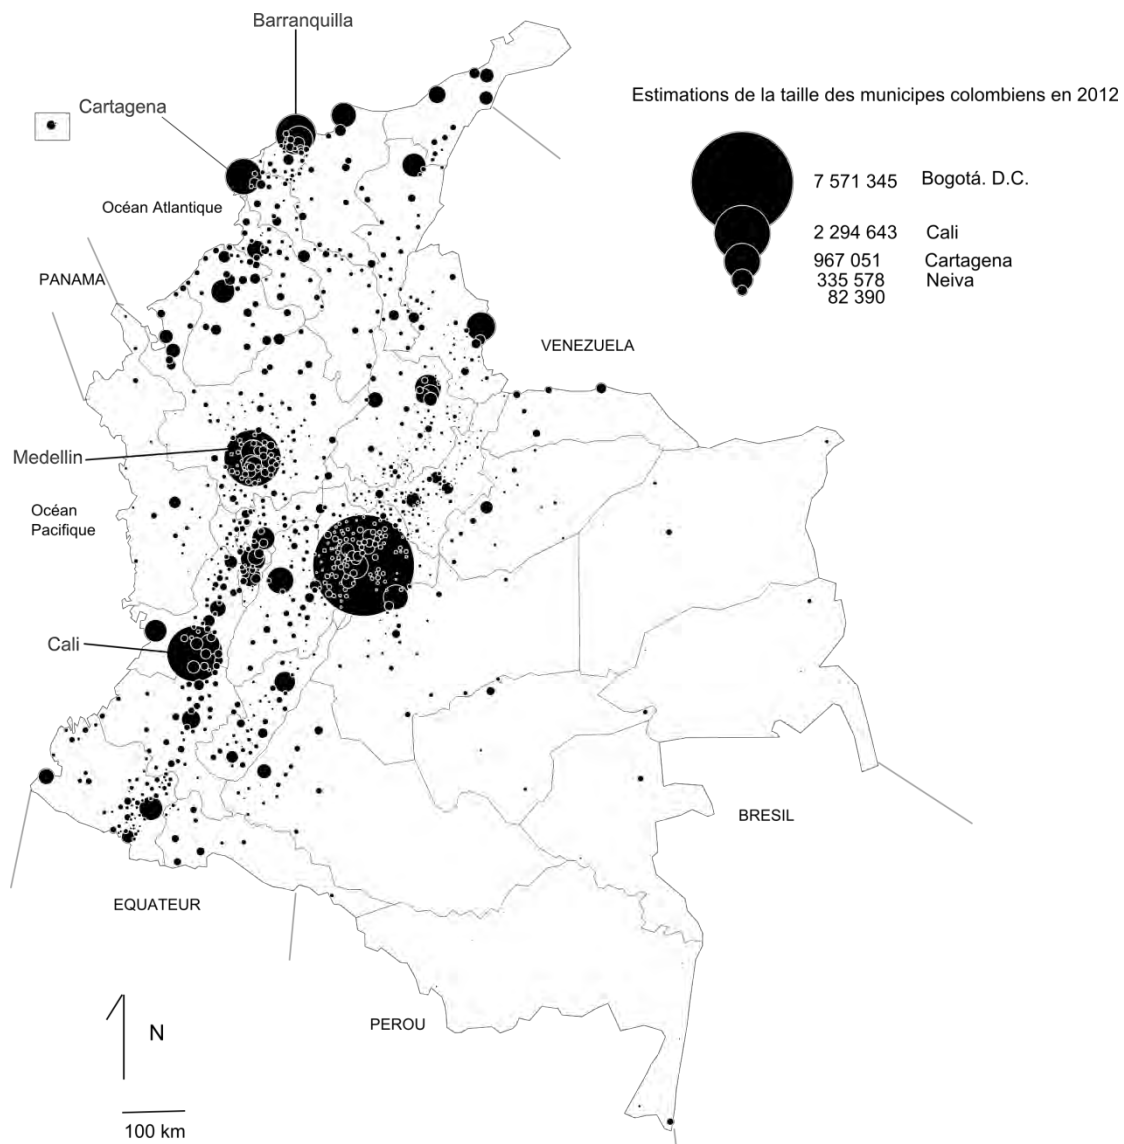 Barranquilla
Cartagena
Estimations de la taille des municipes colombiens en 2012
7 571 345 Bogotá. D.C.
2 294 643 Cali
967 051 Cartagena
335 578 Neiva
82 390
Océan Atlantique
PANAMA
VENEZUELA
Medellin
Océan
Pacifique
Cali
BRESIL
EQUATEUR
PEROU
N
100 km